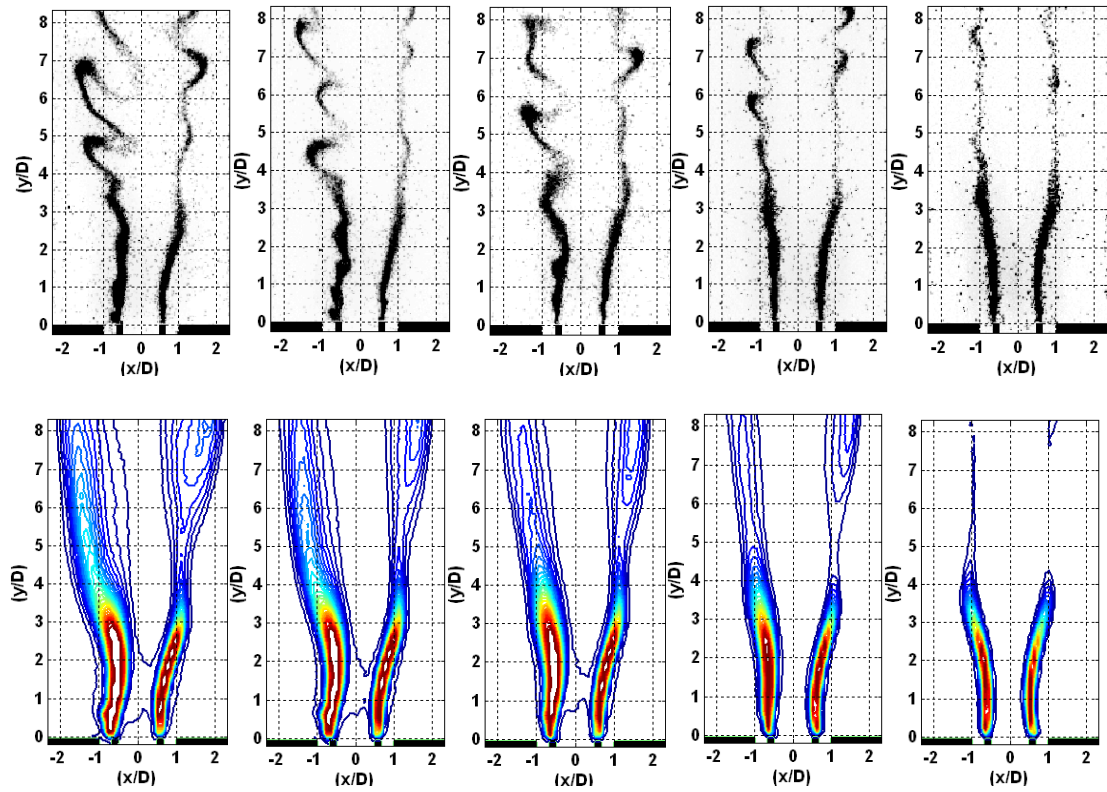 8 8 8 8 8
7 7 7 7 7
6 6 6 6 6
5 5 5 5 5
(y/D) (y/D) (y/D) (y/D) (y/D)
4 4 4 4 4
3 3 3 3 3
2 2 2 2 2
1 1 1 1 1
0 0 0 0 0
-2 -1 0 1 2 -2 -1 0 1 2 -2 -1 0 1 2 -2 -1 0 1 2 -2 -1 0 1 2
(x/D) (x/D) (x/D) (x/D) (x/D)
8 8 8 8 8
7 7 7 7 7
6 6 6 6 6
5 5 5 5 5
(y/D) (y/D) (y/D) (y/D) (y/D)
4 4 4 4 4
3 3 3 3 3
2 2 2 2 2
1 1 1 1 1
0 0 0 0 0
-2 -1 0 1 2 -2 -1 0 1 2 -2 -1 0 1 2 -2 -1 0 1 2 -2 -1 0 1 2
(x/D) (x/D) (x/D) (x/D) (x/D)